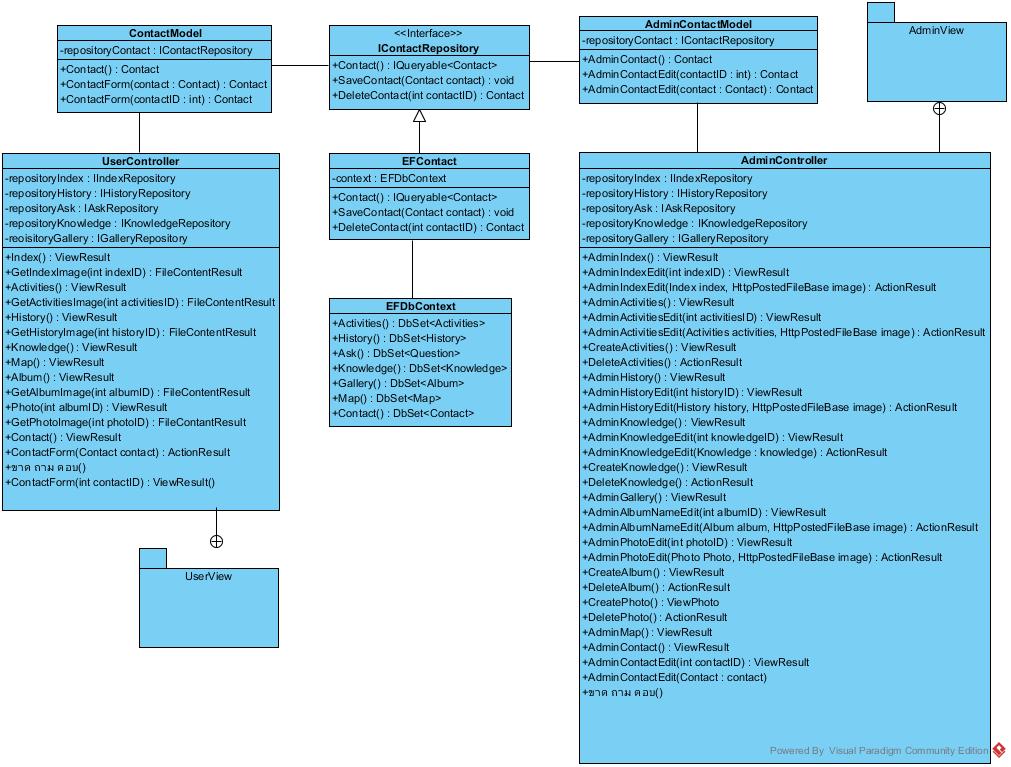 ContactModel
-repositoryContact : IContactRepository
+Contact() : Contact
+ContactForm(contact : Contact) : Contact
+ContactForm(contactID : int) : Contact
<<Interface>>
IContactRepository
+Contact() : IQueryable<Contact>
+SaveContact(Contact contact) : void
+DeleteContact(int contactID) : Contact
AdminContactModel
-repositoryContact : IContactRepository
+AdminContact() : Contact
+AdminContactEdit(contactID : int) : Contact
+AdminContactEdit(contact : Contact) : Contact
AdminView
UserController
-repositoryIndex : IIndexRepository
-repositoryHistory : IHistoryRepository
-repositoryAsk : IAskRepository
-repositoryKnowledge : IKnowledgeRepository
-reoisitoryGallery : IGalleryRepository
+Index() : ViewResult
+GetIndexImage(int indexID) : FileContentResult
+Activities() : ViewResult
+GetActivitiesImage(int activitiesID) : FileContentResult
+History() : ViewResult
+GetHistoryImage(int historyID) : FileContentResult
+Knowledge() : ViewResult
+Map() : ViewResult
+Album() : ViewResult
+GetAlbumImage(int albumID) : FileContentResult
+Photo(int albumID) : ViewResult
+GetPhotoImage(int photoID) : FileContantResult
+Contact() : ViewResult
+ContactForm(Contact contact) : ActionResult
+ขาด ถาม ตอบ()
+ContactForm(int contactID) : ViewResult()
UserView
EFContact
-context : EFDbContext
+Contact() : IQueryable<Contact>
+SaveContact(Contact contact) : void
+DeleteContact(int contactID) : Contact
EFDbContext
+Activities() : DbSet<Activities>
+History() : DbSet<History>
+Ask() : DbSet<Question>
+Knowledge() : DbSet<Knowledge>
+Gallery() : DbSet<Album>
+Map() : DbSet<Map>
+Contact() : DbSet<Contact>
AdminController
-repositoryIndex : IIndexRepository
-repositoryHistory : IHistoryRepository
-repositoryAsk : IAskRepository
-repositoryKnowledge : IKnowledgeRepository
-repositoryGallery : IGalleryRepository
+AdminIndex() : ViewResult
+AdminIndexEdit(int indexID) : ViewResult
+AdminIndexEdit(Index index, HttpPostedFileBase image) : ActionResult
+AdminActivities() : ViewResult
+AdminActivitiesEdit(int activitiesID) : ViewResult
+AdminActivitiesEdit(Activities activities, HttpPostedFileBase image) : ActionResult
+CreateActivities() : ViewResult
+DeleteActivities() : ActionResult
+AdminHistory() : ViewResult
+AdminHistoryEdit(int historyID) : ViewResult
+AdminHistoryEdit(History history, HttpPostedFileBase image) : ActionResult
+AdminKnowledge() : ViewResult
+AdminKnowledgeEdit(int knowledgeID) : ViewResult
+AdminKnowledgeEdit(Knowledge : knowledge) : ActionResult
+CreateKnowledge() : ViewResult
+DeleteKnowledge() : ActionResult
+AdminGallery() : ViewResult
+AdminAlbumNameEdit(int albumID) : ViewResult
+AdminAlbumNameEdit(Album album, HttpPostedFileBase image) : ActionResult
+AdminPhotoEdit(int photoID) : ViewResult
+AdminPhotoEdit(Photo Photo, HttpPostedFileBase image) : ActionResult
+CreateAlbum() : ViewResult
+DeleteAlbum() : ActionResult
+CreatePhoto() : ViewPhoto
+DeletePhoto() : ActionResult
+AdminMap() : ViewResult
+AdminContact() : ViewResult
+AdminContactEdit(int contactID) : ViewResult
+AdminContactEdit(Contact : contact)
+ขาด ถาม ตอบ()
Powered By Visual Paradigm Community Edition